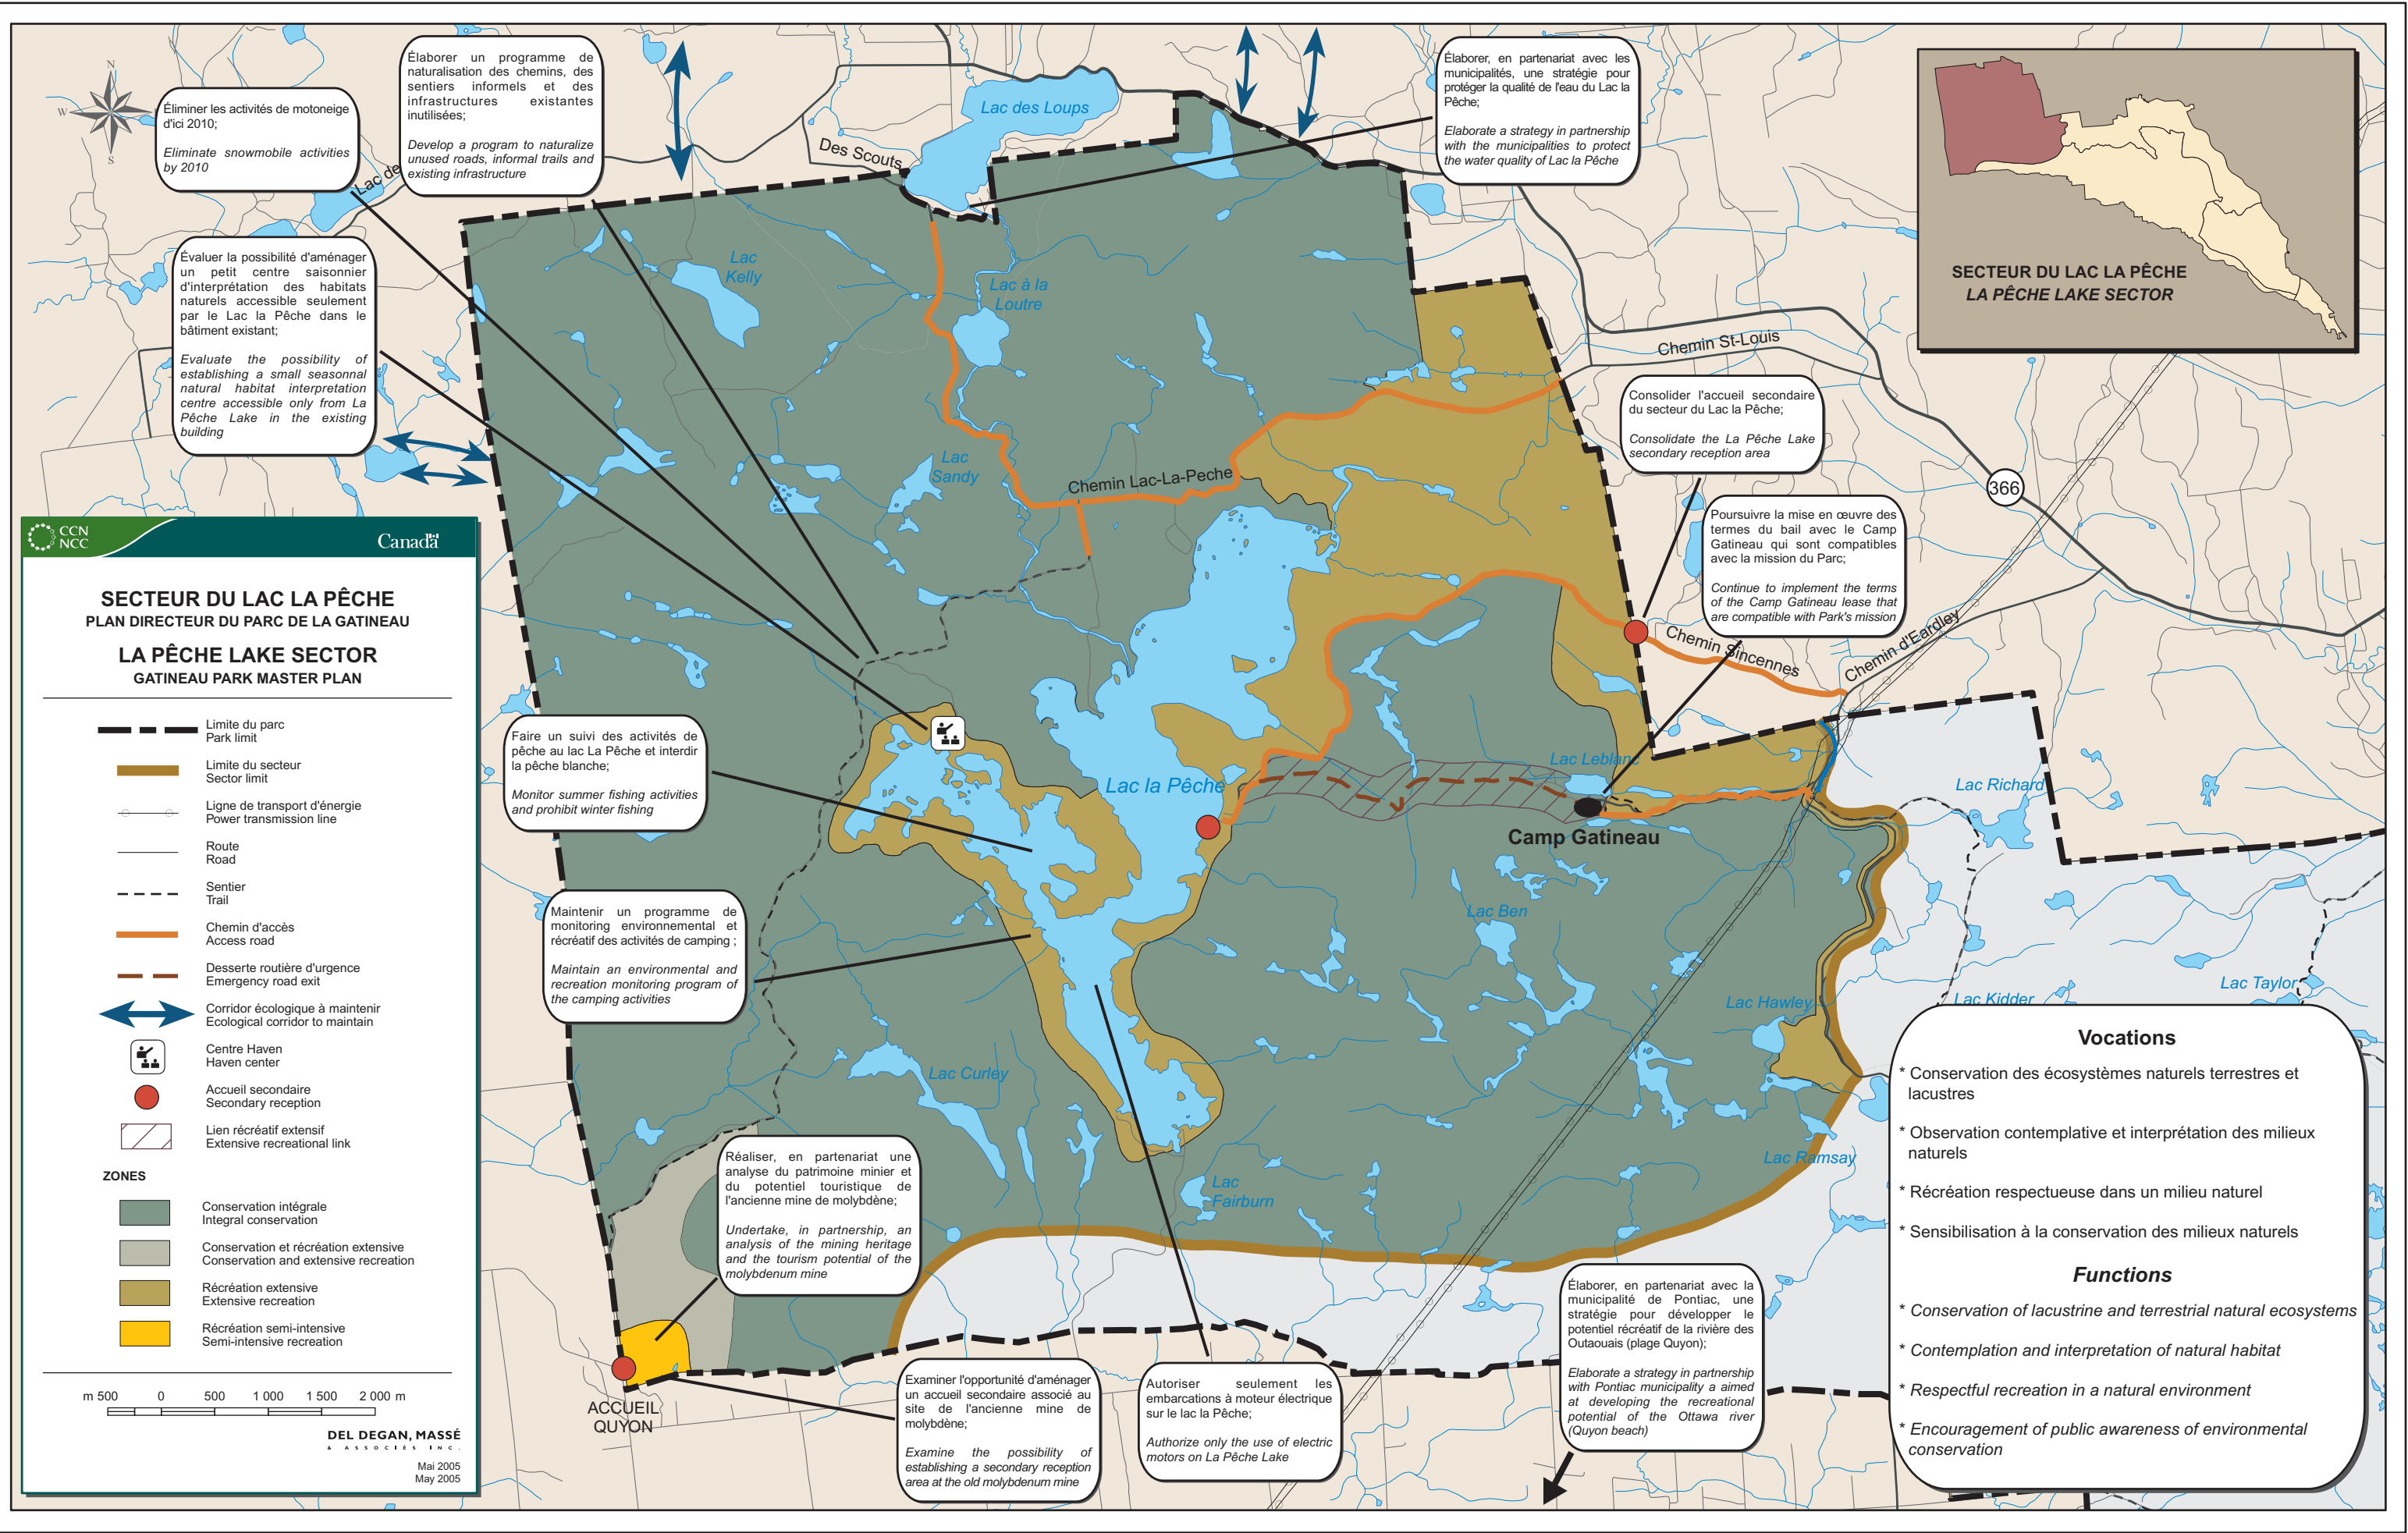 N
W
S
Éliminer les activités de motoneige
d'ici 2010;
Eliminate snowmobile activities
by 2010
Élaborer un programme de
naturalisation des chemins, des
sentiers informels et des
infrastructures existantes
inutilisées;
Develop a program to naturalize
unused roads, informal trails and
existing infrastructure
Lac de
Des Scouts
Lac des Loups
Élaborer, en partenariat avec les
municipalités, une stratégie pour
protéger la qualité de l'eau du Lac la
Pêche;
Elaborate a strategy in partnership
with the municipalities to protect
the water quality of Lac la Pêche
SECTEUR DU LAC LA PÊCHE
LA PÊCHE LAKE SECTOR
Évaluer la possibilité d'aménager
un petit centre saisonnier
d'interprétation des habitats
naturels accessible seulement
par le Lac la Pêche dans le
bâtiment existant;
Evaluate the possibility of
establishing a small seasonnal
natural habitat interpretation
centre accessible only from La
Pêche Lake in the existing
building
Lac
Kelly
Lac à la
Loutre
Lac
Sandy
Chemin Lac-La-Peche
Chemin St-Louis
Consolider l'accueil secondaire
du secteur du Lac la Pêche;
Consolidate the La Pêche Lake
secondary reception area
366
Poursuivre la mise en œuvre des
termes du bail avec le Camp
Gatineau qui sont compatibles
avec la mission du Parc;
Continue to implement the terms
of the Camp Gatineau lease that
are compatible with Park's mission
Chemin Sincennes
Chemin d'Eardley
CCN
NCC
Canada
SECTEUR DU LAC LA PÊCHE
PLAN DIRECTEUR DU PARC DE LA GATINEAU
LA PÊCHE LAKE SECTOR
GATINEAU PARK MASTER PLAN
Limite du parc
Park limit
Limite du secteur
Sector limit
Ligne de transport d'énergie
Power transmission line
Route
Road
Sentier
Trail
Chemin d'accès
Access road
Desserte routière d'urgence
Emergency road exit
Corridor écologique à maintenir
Ecological corridor to maintain
Centre Haven
Haven center
Accueil secondaire
Secondary reception
Lien récréatif extensif
Extensive recreational link
ZONES
Conservation intégrale
Integral conservation
Conservation et récréation extensive
Conservation and extensive recreation
Récréation extensive
Extensive recreation
Récréation semi-intensive
Semi-intensive recreation
m 500 0 500 1 000 1 500 2 000 m
DEL DEGAN, MASSÉ
& ASSOCIÉS INC.
Mai 2005
May 2005
Faire un suivi des activités de
pêche au lac La Pêche et interdir
la pêche blanche;
Monitor summer fishing activities
and prohibit winter fishing
Lac la Pêche
Lac Leblanc
Camp Gatineau
Lac Richard
Maintenir un programme de
monitoring environnemental et
récréatif des activités de camping ;
Maintain an environmental and
recreation monitoring program of
the camping activities
Lac Ben
Lac Hawley
Lac Taylor
Lac Kidder
Lac Curley
Lac Ramsay
Lac
Fairburn
Réaliser, en partenariat une
analyse du patrimoine minier et
du potentiel touristique de
l'ancienne mine de molybdène;
Undertake, in partnership, an
analysis of the mining heritage
and the tourism potential of the
molybdenum mine
ACCUEIL
QUYON
Examiner l'opportunité d'aménager
un accueil secondaire associé au
site de l'ancienne mine de
molybdène;
Examine the possibility of
establishing a secondary reception
area at the old molybdenum mine
Autoriser seulement les
embarcations à moteur électrique
sur le lac la Pêche;
Authorize only the use of electric
motors on La Pêche Lake
Élaborer, en partenariat avec la
municipalité de Pontiac, une
stratégie pour développer le
potentiel récréatif de la rivière des
Outaouais (plage Quyon);
Elaborate a strategy in partnership
with Pontiac municipality a aimed
at developing the recreational
potential of the Ottawa river
(Quyon beach)
Vocations
* Conservation des écosystèmes naturels terrestres et
lacustres
* Observation contemplative et interprétation des milieux
naturels
* Récréation respectueuse dans un milieu naturel
* Sensibilisation à la conservation des milieux naturels
Functions
* Conservation of lacustrine and terrestrial natural ecosystems
* Contemplation and interpretation of natural habitat
* Respectful recreation in a natural environment
* Encouragement of public awareness of environmental
conservation